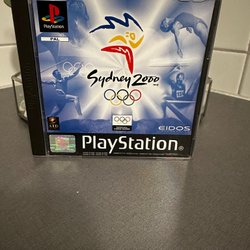 PlayStation
PAL
Sydney 2000
EIDOS
PlayStation